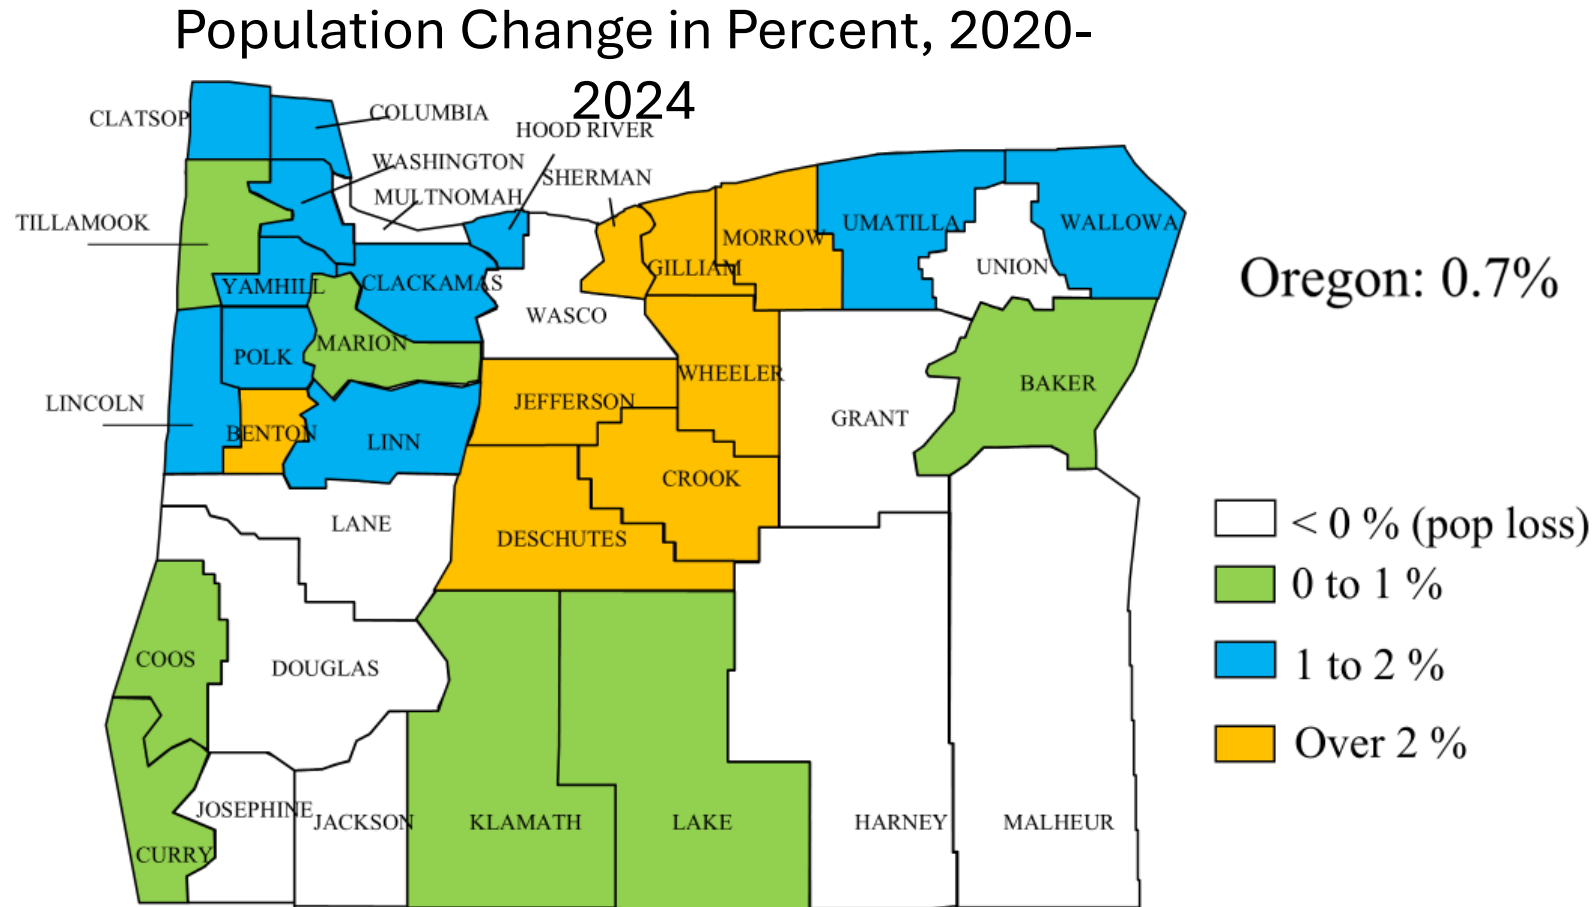 Population Change in Percent, 2020-
2024
CLATSOP
COLUMBIA
HOOD RIVER
WASHINGTON
SHERMAN
MULTNOMAH
TILLAMOOK
UMATILLA
WALLOWA
MORROW
GILLIAM
UNION
YAMHILL
CLACKAMAS
Oregon: 0.7%
WASCO
MARION
POLK
WHEELER
BAKER
LINCOLN
JEFFERSON
GRANT
BENTON
LINN
CROOK
LANE
DESCHUTES
< 0 % (pop loss)
0 to 1 %
COOS
DOUGLAS
1 to 2 %
Over 2 %
JOSEPHINE
JACKSON
KLAMATH
LAKE
HARNEY
MALHEUR
CURRY